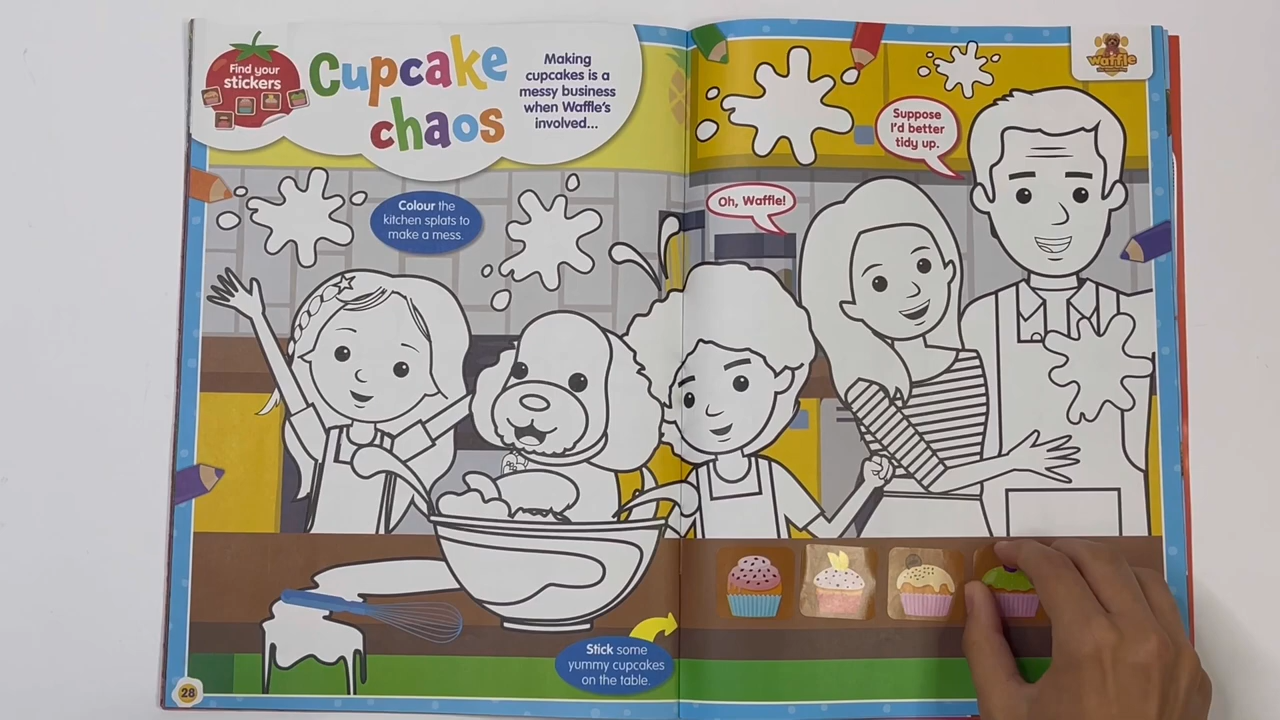 Find your
stickers
Cupcake
chaos
Making
cupcakes is a
messy business
when Waffle's
involved...
Waffle
Suppose
I'd better
tidy up.
Oh, Waffle!
Colour the
kitchen splats to
make a mess.
Stick some
yummy cupcakes
on the table.
28